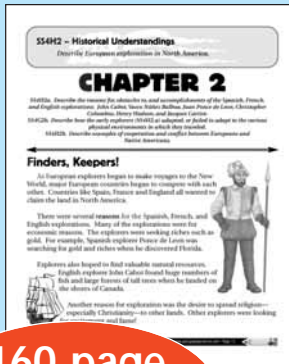 SS4H2 – Historical Understandings
Describe European exploration in North America.
CHAPTER 2
SS4H2a. Describe the reasons for, obstacles to, and accomplishments of the Spanish, French,
and English explorations. John Cabot, Vasco Núñez Balboa, Juan Ponce de León, Christopher
Columbus, Henry Hudson, and Jacques Cartier.
SS4G2b. Describe how the early explorers (SS4H2.a) adapted, or failed to adapt to the various
physical environments in which they traveled.
SS4H2b. Describe examples of cooperation and conflict between Europeans and
Native Americans.
Finders, Keepers!
As European explorers began to make voyages to the New
World, major European countries began to compete with each
other. Countries like Spain, France and England all wanted to
claim the land in North America.
There were several reasons for the Spanish, French, and
English explorations. Many of the explorations were for
economic reasons. The explorers were seeking riches such as
gold. For example, Spanish explorer Ponce de Leon was
searching for gold and riches when he discovered Florida.
Explorers also hoped to find valuable natural resources.
English explorer John Cabot found huge numbers of
fish and large forests of tall trees when he landed on
the shores of Canada.
Another reason for exploration was the desire to spread religion—
especially Christianity—to other lands. Other explorers were looking
for excitement and fame!
160 page